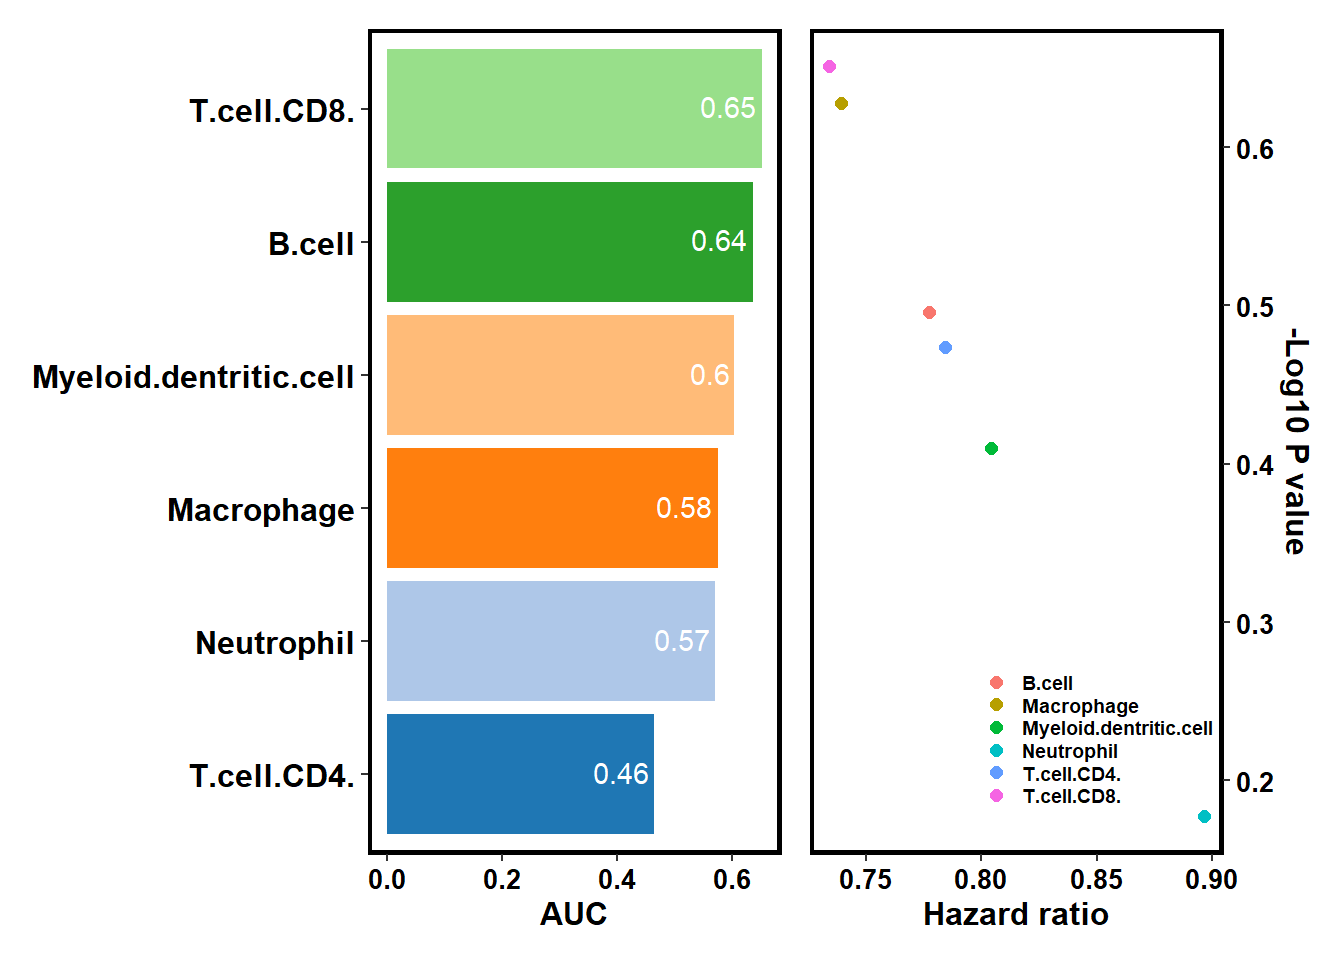 T.cell.CD8.
0.65
B.cell
0.64
Myeloid.dentritic.cell
0.6
Macrophage
0.58
Neutrophil
0.57
T.cell.CD4.
0.46
0.0 0.2 0.4 0.6
AUC
0.6
0.5
0.4
0.3
0.2
-Log10 P value
B.cell
Macrophage
Myeloid.dentritic.cell
Neutrophil
T.cell.CD4.
T.cell.CD8.
0.75 0.80 0.85 0.90
Hazard ratio